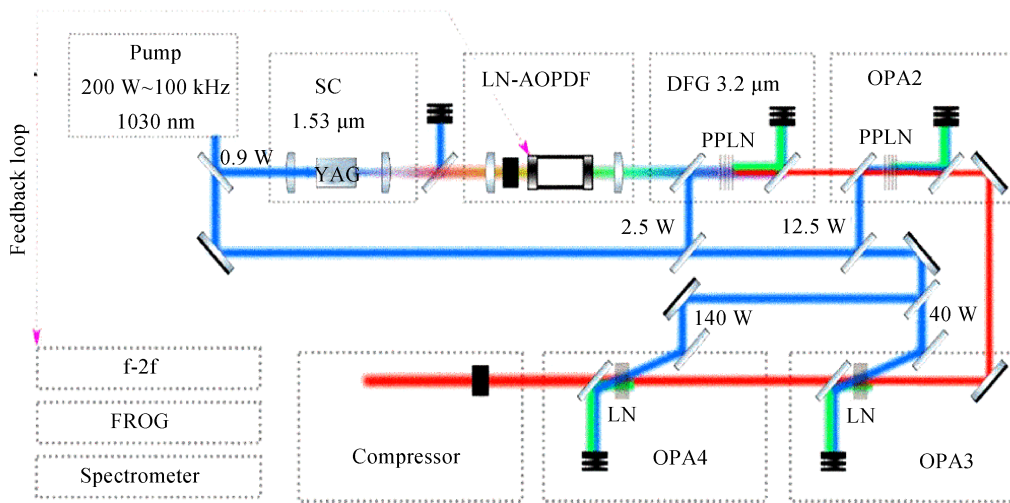 Feedback loop
Pump
200 W~100 kHz
1030 nm
SC
1.53 μm
LN-AOPDF
DFG 3.2 μm
OPA2
PPLN
PPLN
0.9 W
YAG
2.5 W
12.5 W
140 W
40 W
f-2f
FROG
Spectrometer
Compressor
LN
OPA4
LN
OPA3